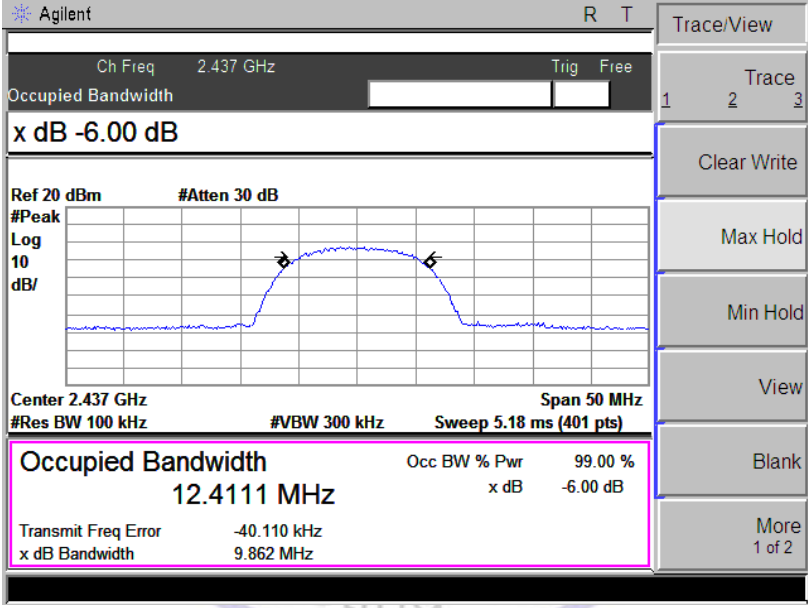 Agilent R T
Trace/View
Ch Freq 2.437 GHz Trig Free
Occupied Bandwidth
Trace
1 2 3
x dB -6.00 dB
Clear Write
Ref 20 dBm #Atten 30 dB
#Peak
Log
10
dB/
Max Hold
Min Hold
View
Center 2.437 GHz Span 50 MHz
#Res BW 100 kHz #VBW 300 kHz Sweep 5.18 ms (401 pts)
Occupied Bandwidth Occ BW % Pwr 99.00 %
12.4111 MHz x dB -6.00 dB
Blank
Transmit Freq Error -40.110 kHz
x dB Bandwidth 9.862 MHz
More
1 of 2